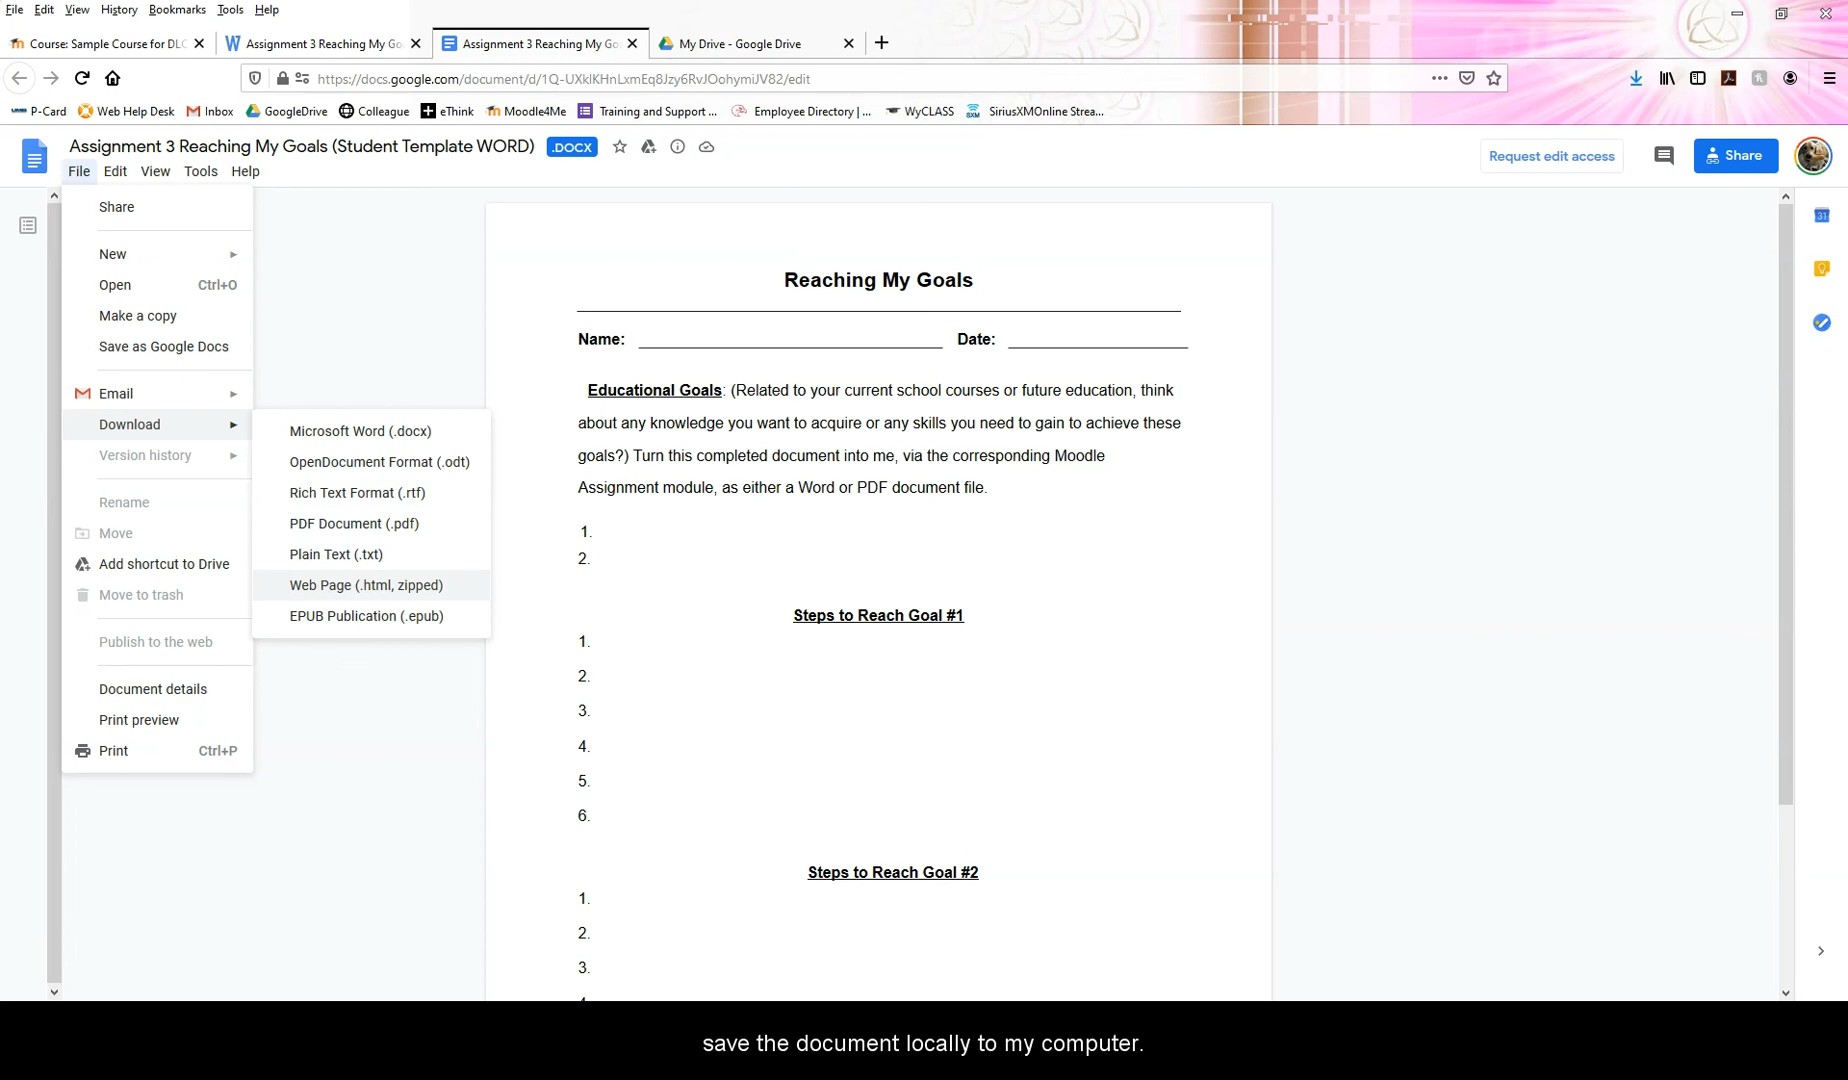 File Edit View History Bookmarks Tools Help
Course: Sample Course for DLC
Assignment 3 Reaching My Go
Assignment 3 Reaching My Go
My Drive - Google Drive
https://docs.google.com/document/d/1Q-UXklKHnLxmEq8Jzy6RvJOohymiJV82/edit
P-Card Web Help Desk Inbox GoogleDrive Colleague eThink Moodle4Me Training and Support ... Employee Directory | ... WyCLASS SiriusXMOnline Strea...
Assignment 3 Reaching My Goals (Student Template WORD) .DOCX
Request edit access
Share
File Edit View Tools Help
Share
New
Open Ctrl+O
Make a copy
Save as Google Docs
Email
Download
Version history
Rename
Move
Add shortcut to Drive
Move to trash
Publish to the web
Document details
Print preview
Print Ctrl+P
Microsoft Word (.docx)
OpenDocument Format (.odt)
Rich Text Format (.rtf)
PDF Document (.pdf)
Plain Text (.txt)
Web Page (.html, zipped)
EPUB Publication (.epub)
Reaching My Goals
Name: Date:
Educational Goals: (Related to your current school courses or future education, think
about any knowledge you want to acquire or any skills you need to gain to achieve these
goals?) Turn this completed document into me, via the corresponding Moodle
Assignment module, as either a Word or PDF document file.
1.
2.
Steps to Reach Goal #1
1.
2.
3.
4.
5.
6.
Steps to Reach Goal #2
1.
2.
3.
31
save the document locally to my computer.